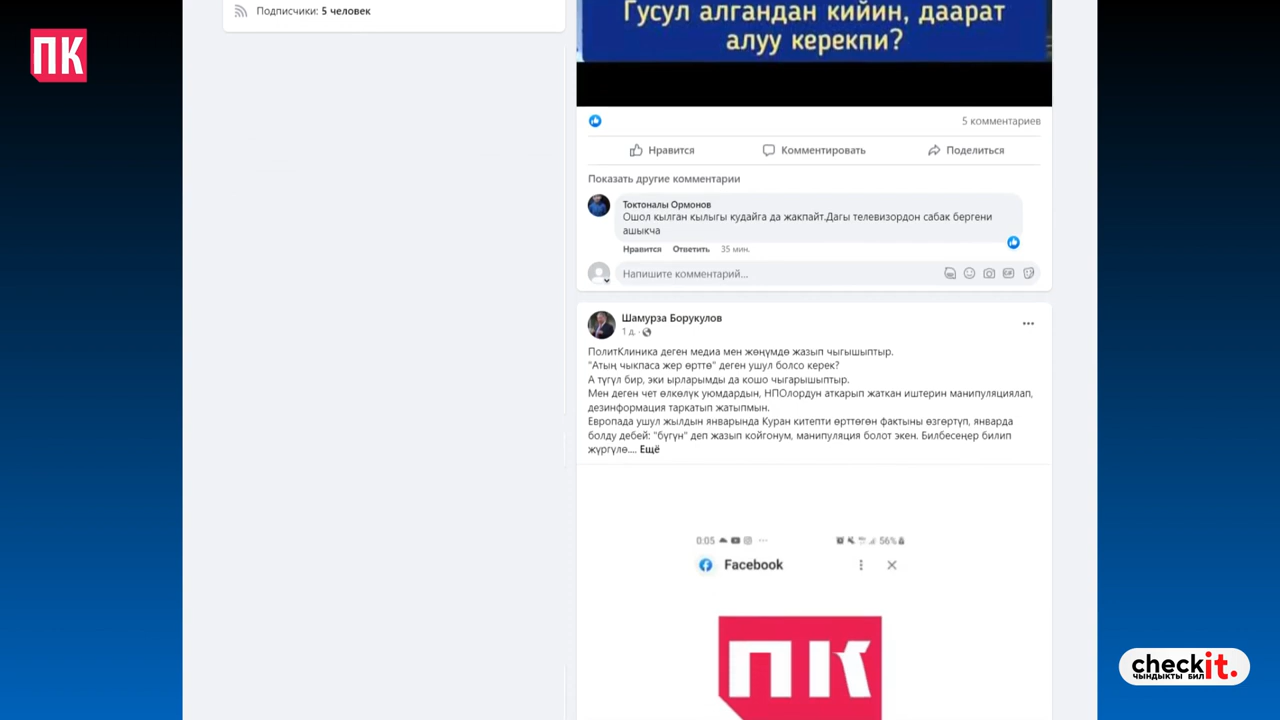 ПК
Подписчики: 5 человек
Гусул алгандан кийин, даарат
алуу керекпи?
5 комментариев
Нравится
Комментировать
Поделиться
Показать другие комментарии
Токтоналы Ормонов
Ошол кылган кылыгы кудайга да жакпайт.Дагы телевизордон сабак бергени
ашыкча
Нравится Ответить 35 мин.
Напишите комментарий...
Шамурза Борукулов
1 д. ·
ПолитКлиника деген медиа мен жөнүмдө жазып чыгышыптыр.
"Атың чыкпаса жер өрттө" деген ушул болсо керек?
А түгүл бир, эки ырларымды да кошо чыгарышыптыр.
Мен деген чет өлкөлүк уюмдардын, НПОлордун аткарып жаткан иштерин манипуляциялап,
дезинформация таркатып жатыпмын.
Европада ушул жылдын январында Куран китепти өрттөгөн фактыны өзгөртүп, январда
болду дебей: "бүгүн" деп жазып койгонум, манипуляция болот экен. Билбесеңер билип
жүргүлө.... Ещё
0:05 ··· 56%
Facebook
ПК
checkit.
ЧЫНДЫКТЫ БИЛ